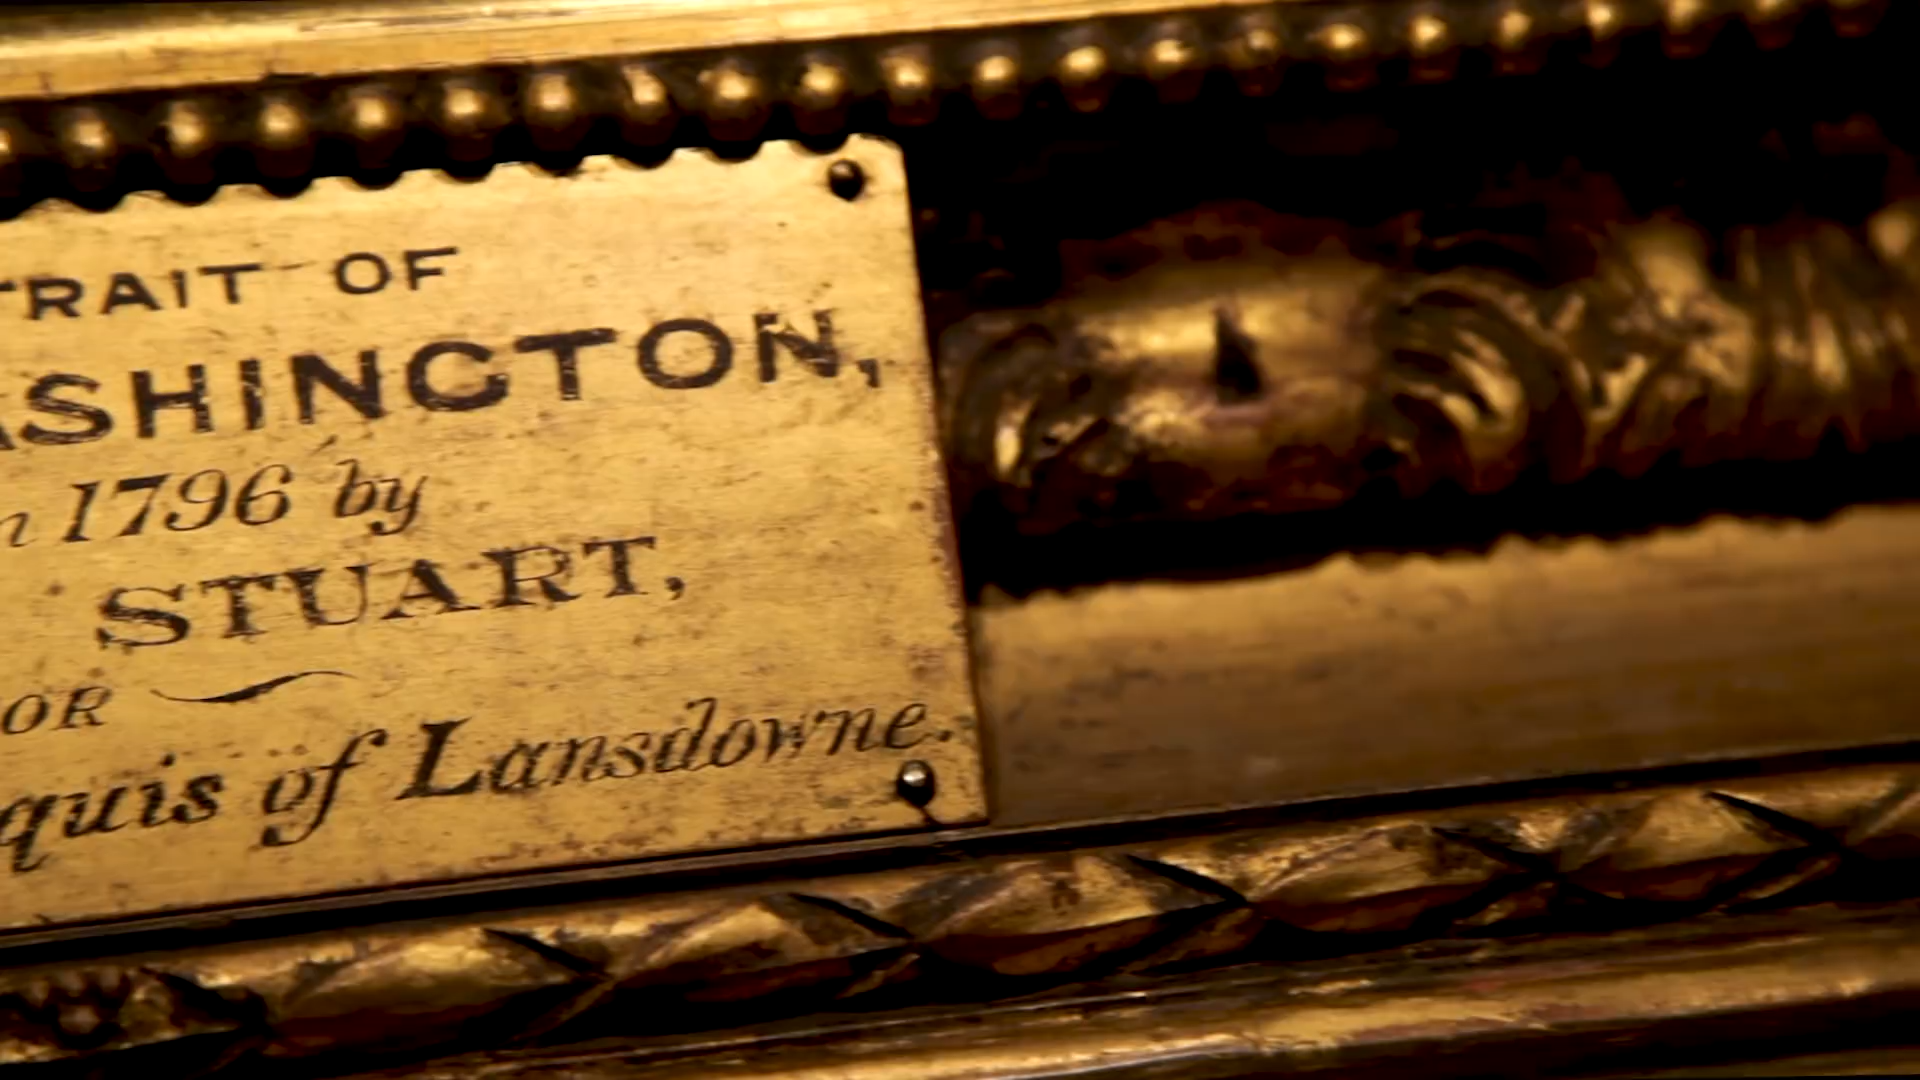 TRAIT OF
ASHINGTON,
n 1796 by
STUART,
OR
quis of Lansdowne.